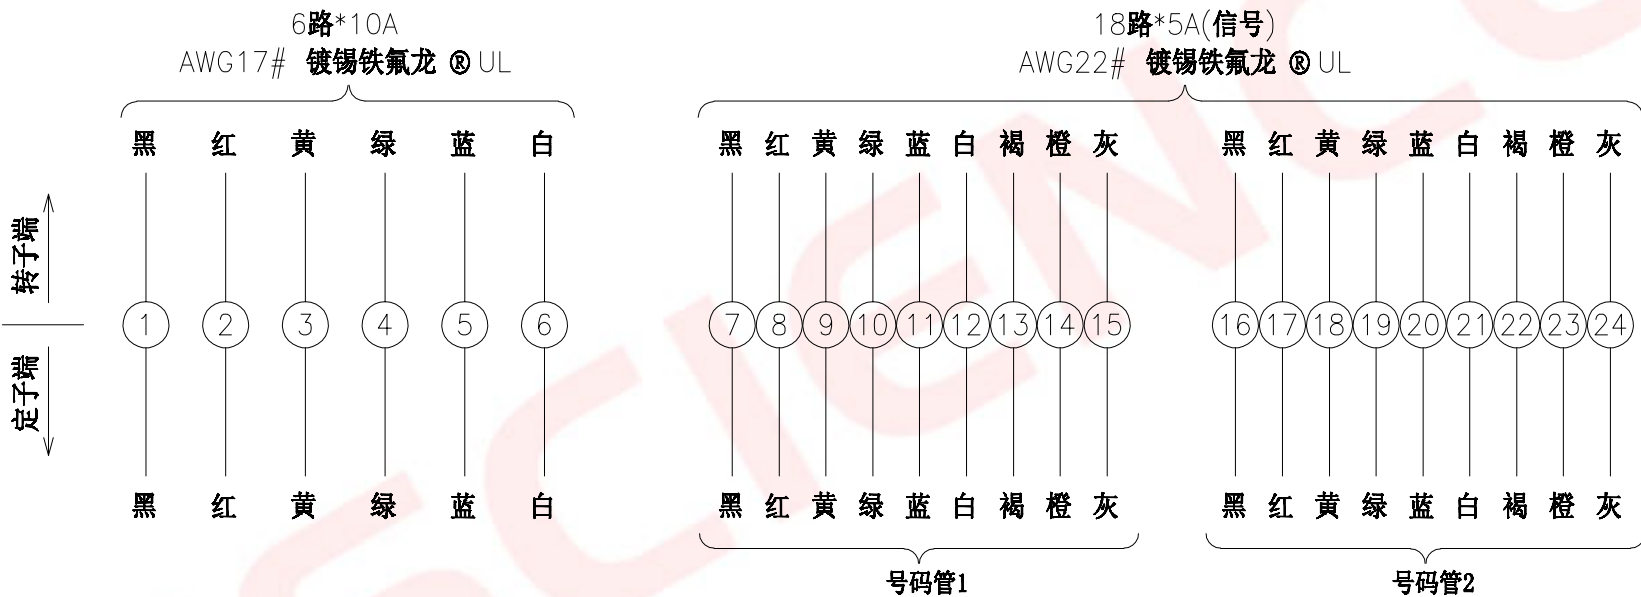 6路*10A
AWG17# 镀锡铁氟龙 ® UL
18路*5A(信号)
AWG22# 镀锡铁氟龙 ® UL
黑 红 黄 绿 蓝 白
黑 红 黄 绿 蓝 白 褐 橙 灰
黑 红 黄 绿 蓝 白 褐 橙 灰
转子端
1 2 3 4 5 6
7 8 9 10 11 12 13 14 15
16 17 18 19 20 21 22 23 24
定子端
黑 红 黄 绿 蓝 白
黑 红 黄 绿 蓝 白 褐 橙 灰
黑 红 黄 绿 蓝 白 褐 橙 灰
号码管1
号码管2